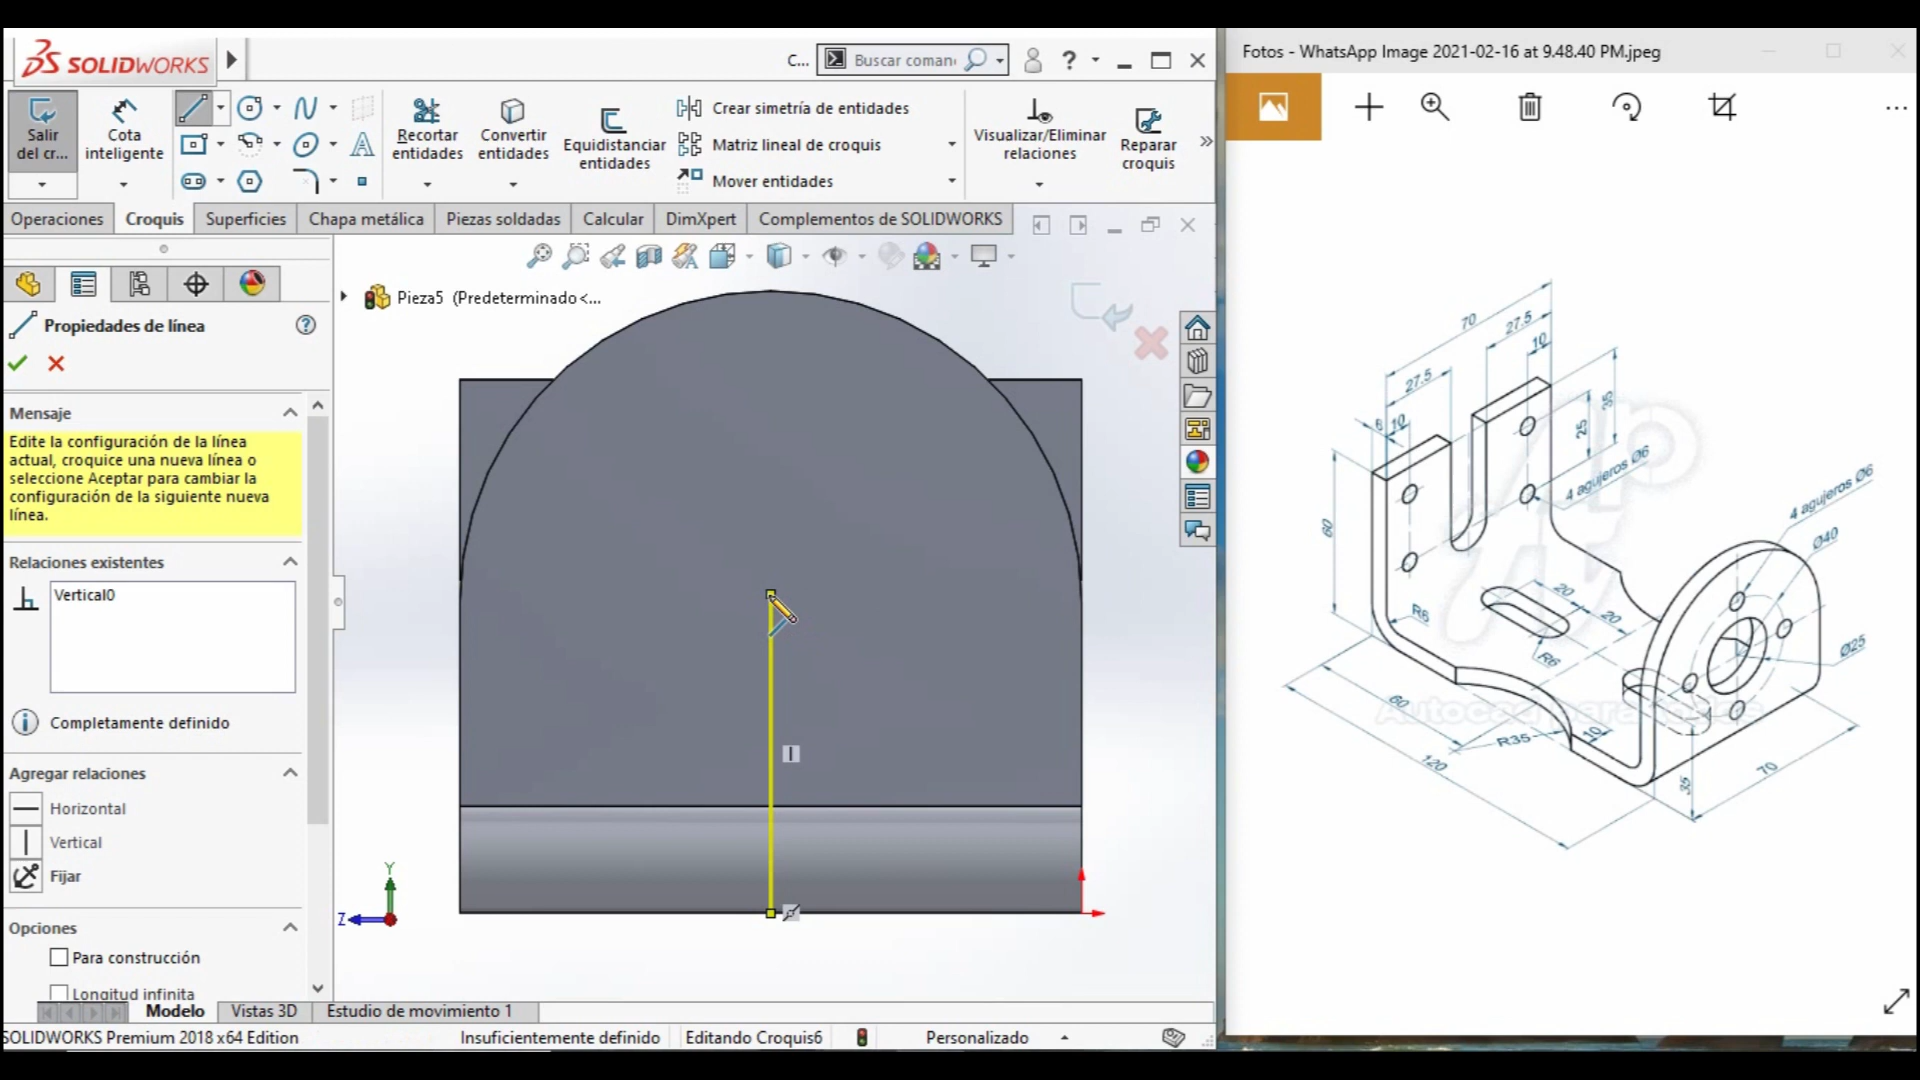 SOLIDWORKS
C...
Buscar coman
?
Fotos - WhatsApp Image 2021-02-16 at 9.48.40 PM.jpeg
Salir
del cr...
Cota
inteligente
Recortar
entidades
Convertir
entidades
Equidistanciar
entidades
Crear simetría de entidades
Matriz lineal de croquis
Mover entidades
Visualizar/Eliminar
relaciones
Reparar
croquis
Operaciones
Croquis
Superficies
Chapa metálica
Piezas soldadas
Calcular
DimXpert
Complementos de SOLIDWORKS
Pieza5 (Predeterminado<...
Propiedades de línea
Mensaje
Edite la configuración de la línea
actual, croquice una nueva línea o
seleccione Aceptar para cambiar la
configuración de la siguiente nueva
línea.
Relaciones existentes
Vertical0
Completamente definido
Agregar relaciones
Horizontal
Vertical
Fijar
Opciones
Para construcción
Longitud infinita
Y
Z
Modelo
Vistas 3D
Estudio de movimiento 1
SOLIDWORKS Premium 2018 x64 Edition
Insuficientemente definido
Editando Croquis6
Personalizado
70
27.5
10
27.5
6
10
35
25
4 agujeros Ø6
4 agujeros Ø6
Ø40
60
R6
20
20
R6
Ø25
60
R35
10
120
35
70